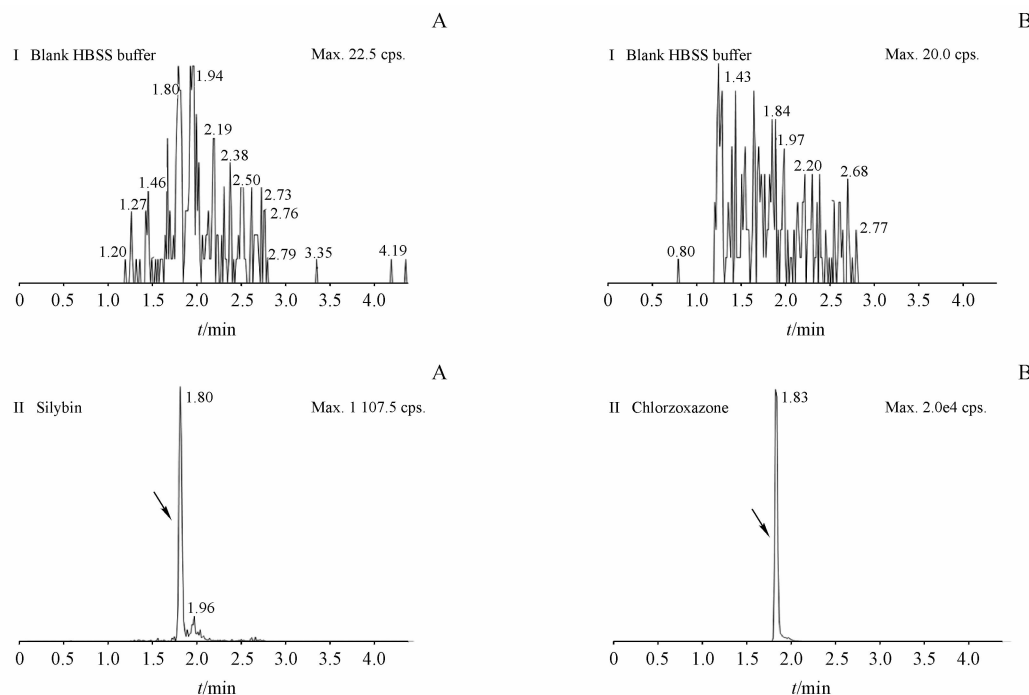 A
I Blank HBSS buffer Max. 22.5 cps.
1.94
1.80
2.19
2.38
1.46 2.50
1.27 2.73
2.76
1.20 2.79 3.35 4.19
0 0.5 1.0 1.5 2.0 2.5 3.0 3.5 4.0
t/min
B
I Blank HBSS buffer Max. 20.0 cps.
1.43
1.84
1.97
2.20 2.68
2.77
0.80
0 0.5 1.0 1.5 2.0 2.5 3.0 3.5 4.0
t/min
A
II Silybin 1.80 Max. 1 107.5 cps.
1.96
0 0.5 1.0 1.5 2.0 2.5 3.0 3.5 4.0
t/min
B
II Chlorzoxazone 1.83 Max. 2.0e4 cps.
0 0.5 1.0 1.5 2.0 2.5 3.0 3.5 4.0
t/min